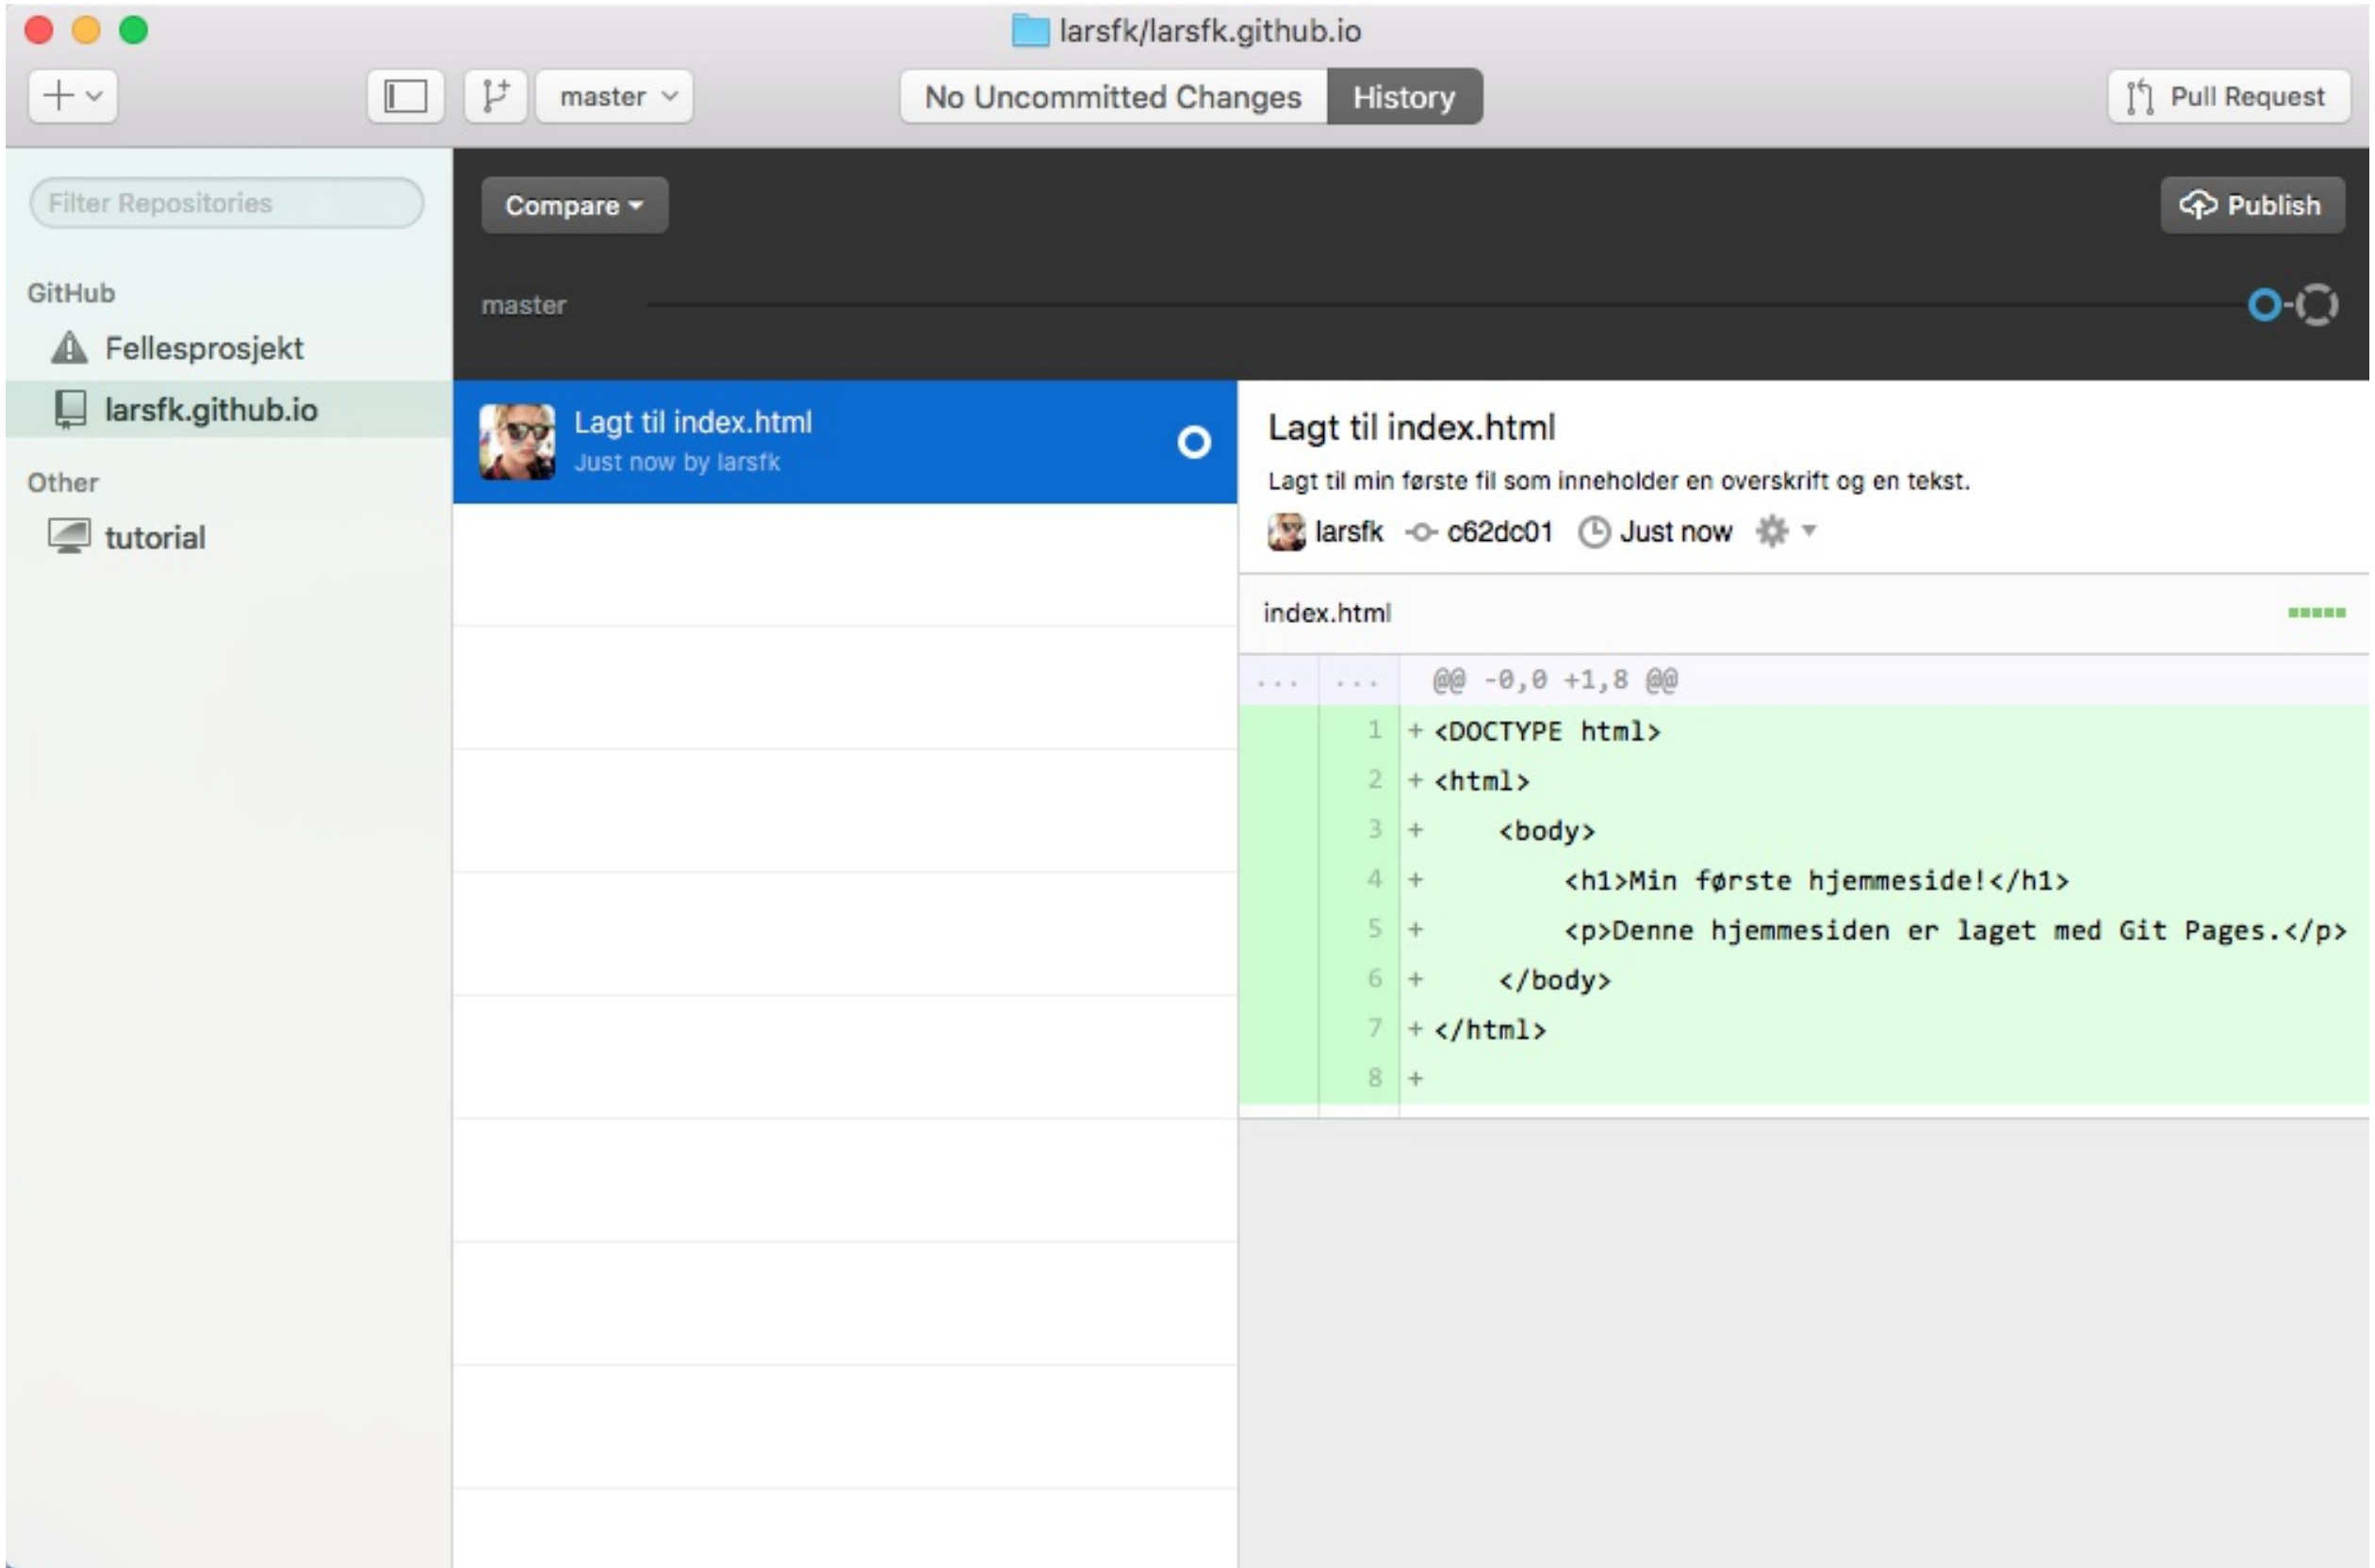 larsfk/larsfk.github.io
master
No Uncommitted Changes
History
Pull Request
Filter Repositories
GitHub
Fellesprosjekt
larsfk.github.io
Other
tutorial
Compare
Publish
master
Lagt til index.html
Just now by larsfk
Lagt til index.html
Lagt til min første fil som inneholder en overskrift og en tekst.
larsfk c62dc01 Just now
index.html
... ... @@ -0,0 +1,8 @@
1 + <DOCTYPE html>
2 + <html>
3 +     <body>
4 +         <h1>Min første hjemmeside!</h1>
5 +         <p>Denne hjemmesiden er laget med Git Pages.</p>
6 +     </body>
7 + </html>
8 +